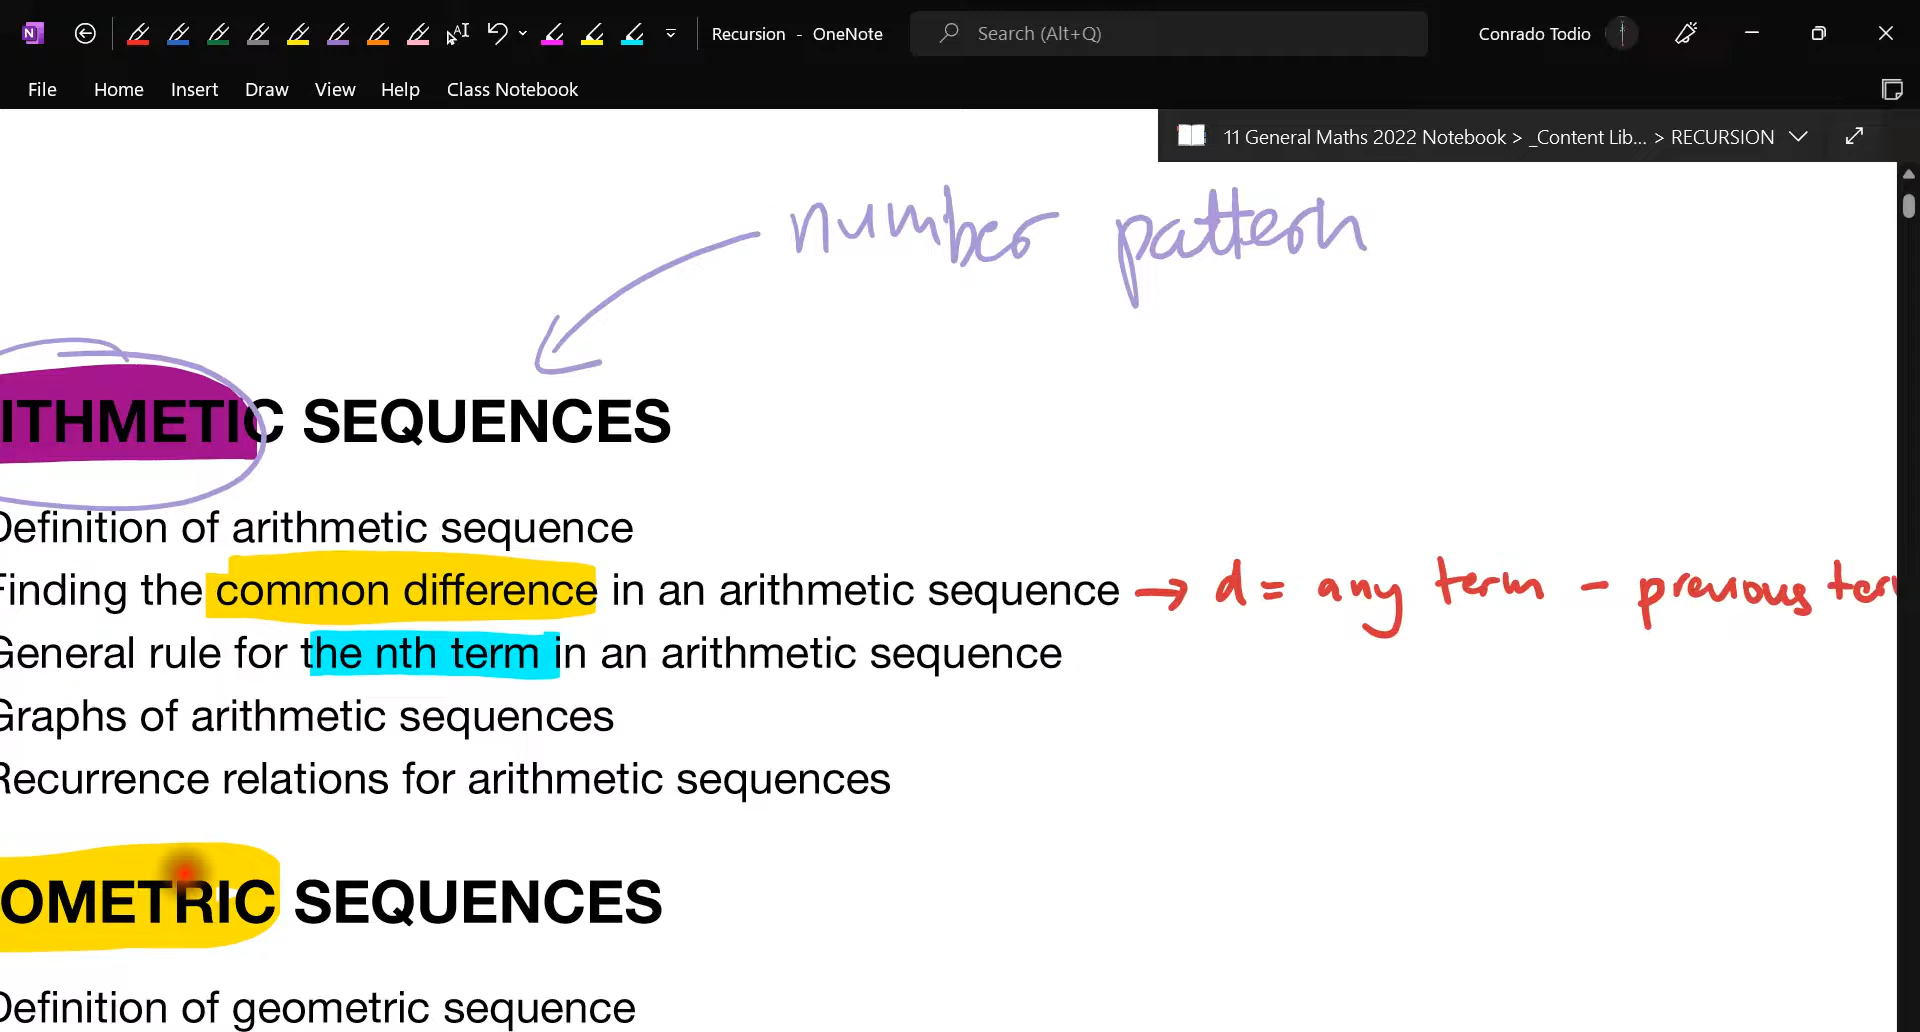 Recursion - OneNote
Search (Alt+Q)
Conrado Todio
File Home Insert Draw View Help Class Notebook
11 General Maths 2022 Notebook > _Content Lib... > RECURSION
number pattern
ITHMETIC SEQUENCES
Definition of arithmetic sequence
Finding the common difference in an arithmetic sequence → d = any term - previous ter
General rule for the nth term in an arithmetic sequence
Graphs of arithmetic sequences
Recurrence relations for arithmetic sequences
OMETRIC SEQUENCES
Definition of geometric sequence